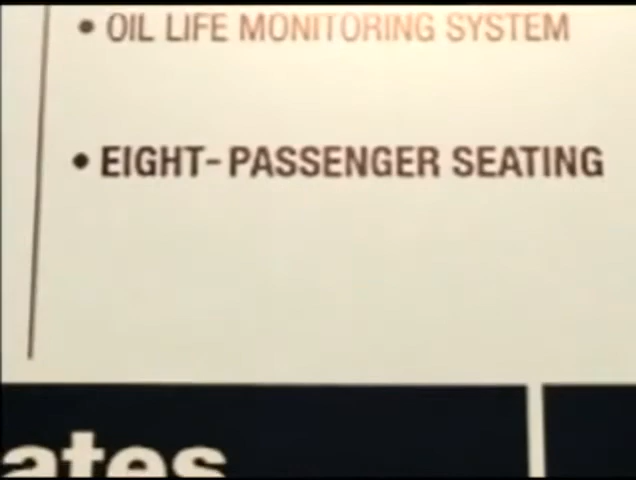 • OIL LIFE MONITORING SYSTEM
• EIGHT-PASSENGER SEATING
ates